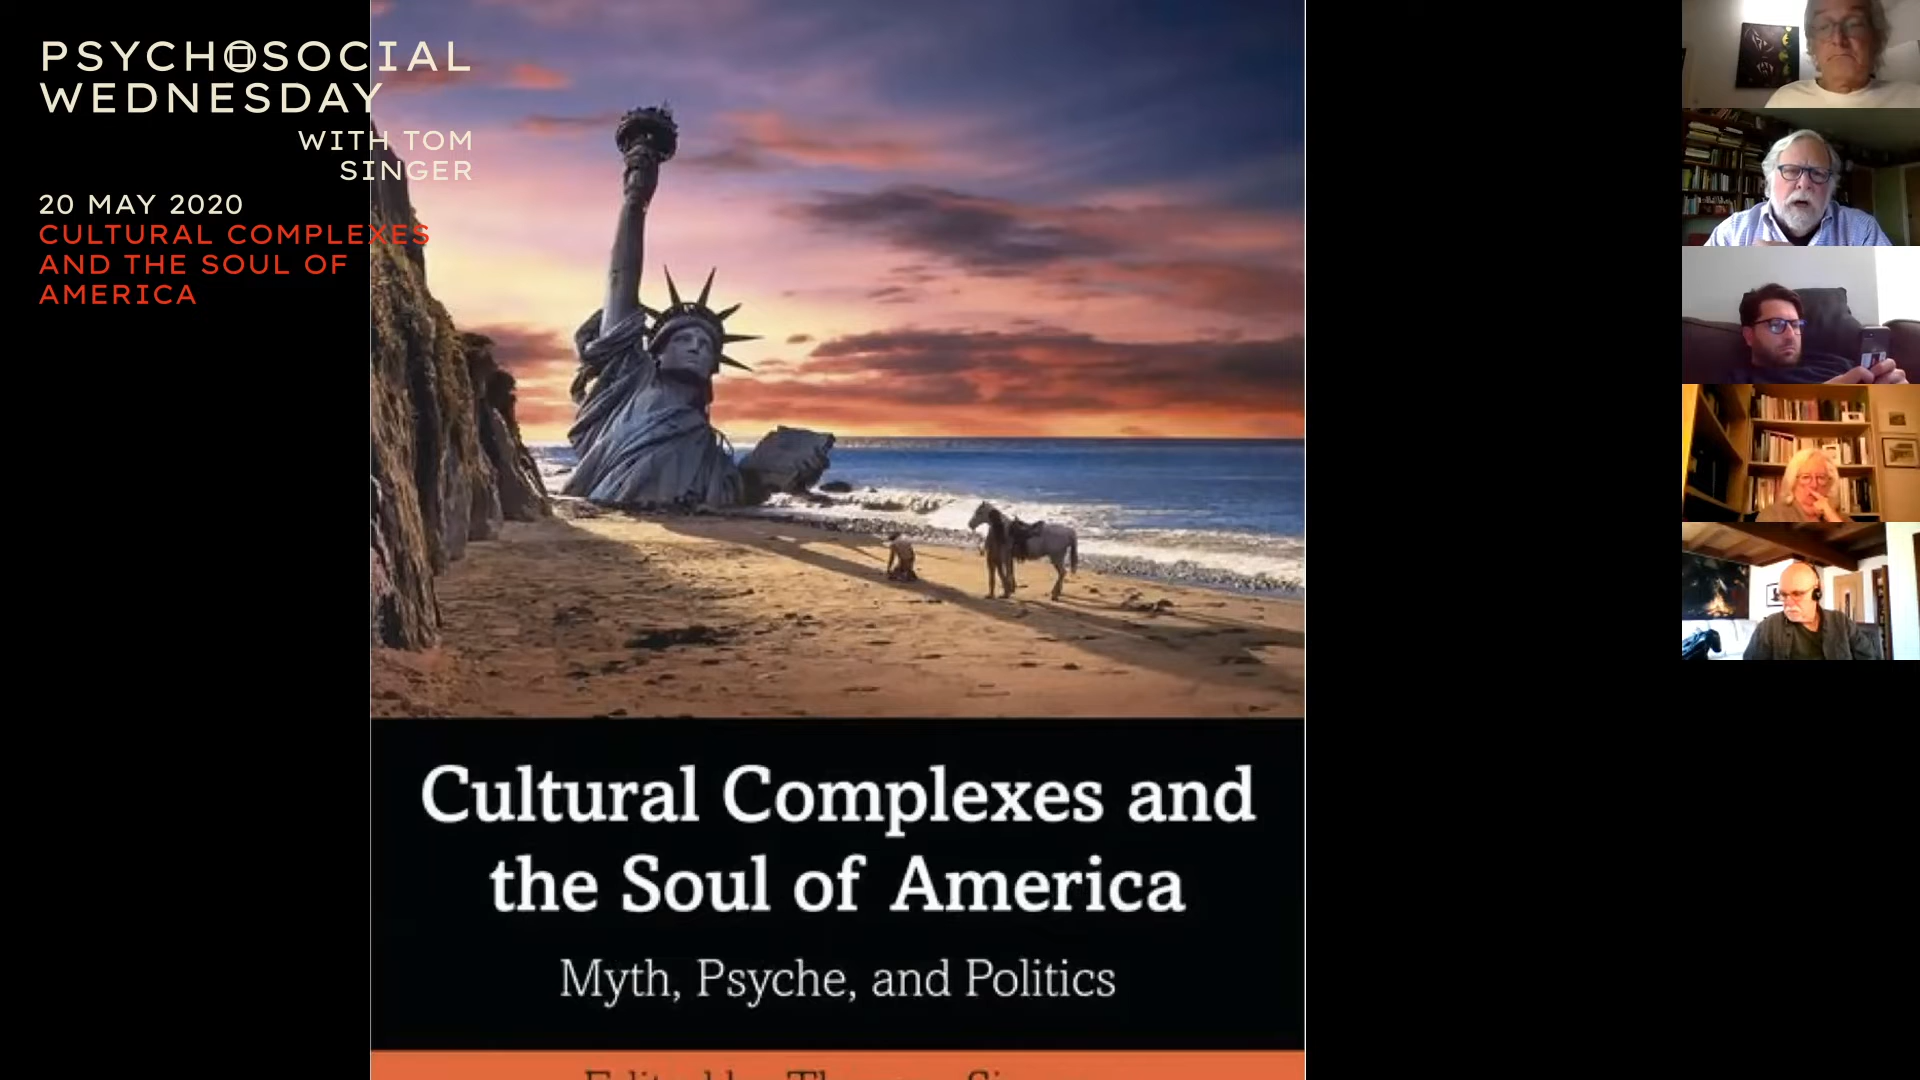 PSYCHOSOCIAL
WEDNESDAY
WITH TOM
SINGER
20 MAY 2020
CULTURAL COMPLEXES
AND THE SOUL OF
AMERICA
Cultural Complexes and
the Soul of America
Myth, Psyche, and Politics